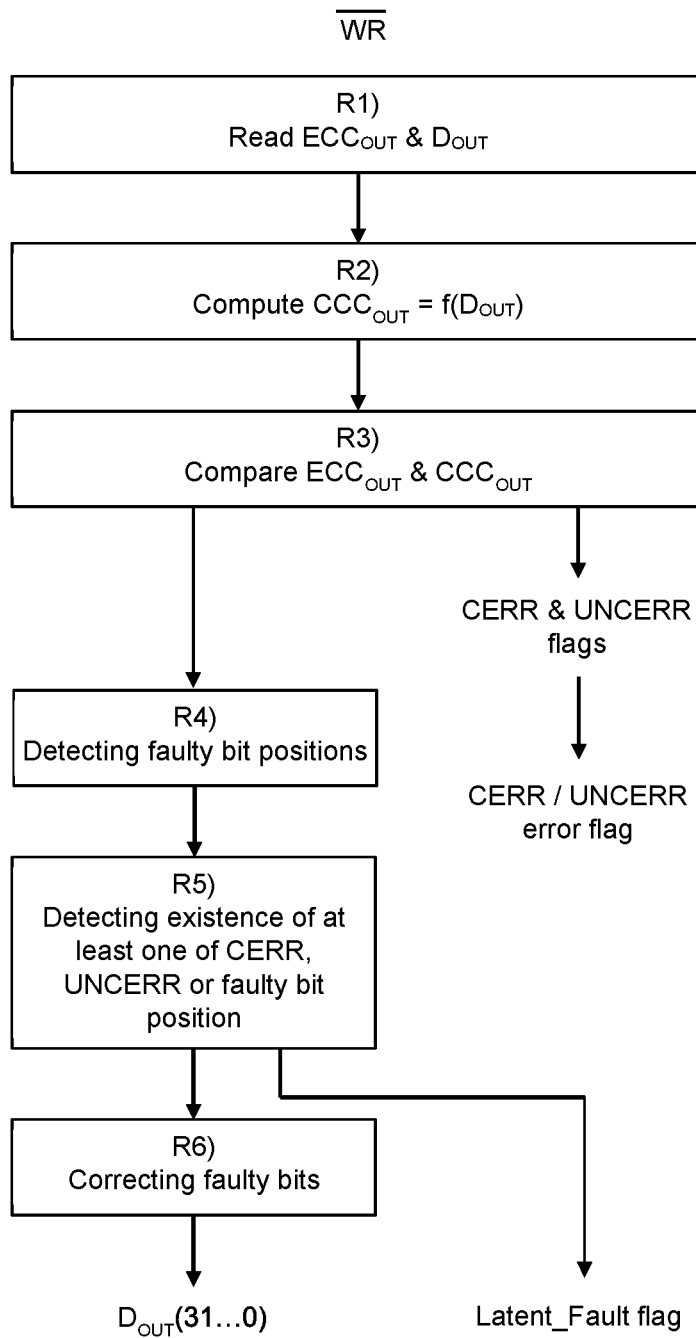 WR
R1)
Read ECCOUT & DOUT
R2)
Compute CCCOUT = f(DOUT)
R3)
Compare ECCOUT & CCCOUT
CERR & UNCERR
flags
R4)
Detecting faulty bit positions
CERR / UNCERR
error flag
R5)
Detecting existence of at
least one of CERR,
UNCERR or faulty bit
position
R6)
Correcting faulty bits
DOUT(31...0)
Latent_Fault flag